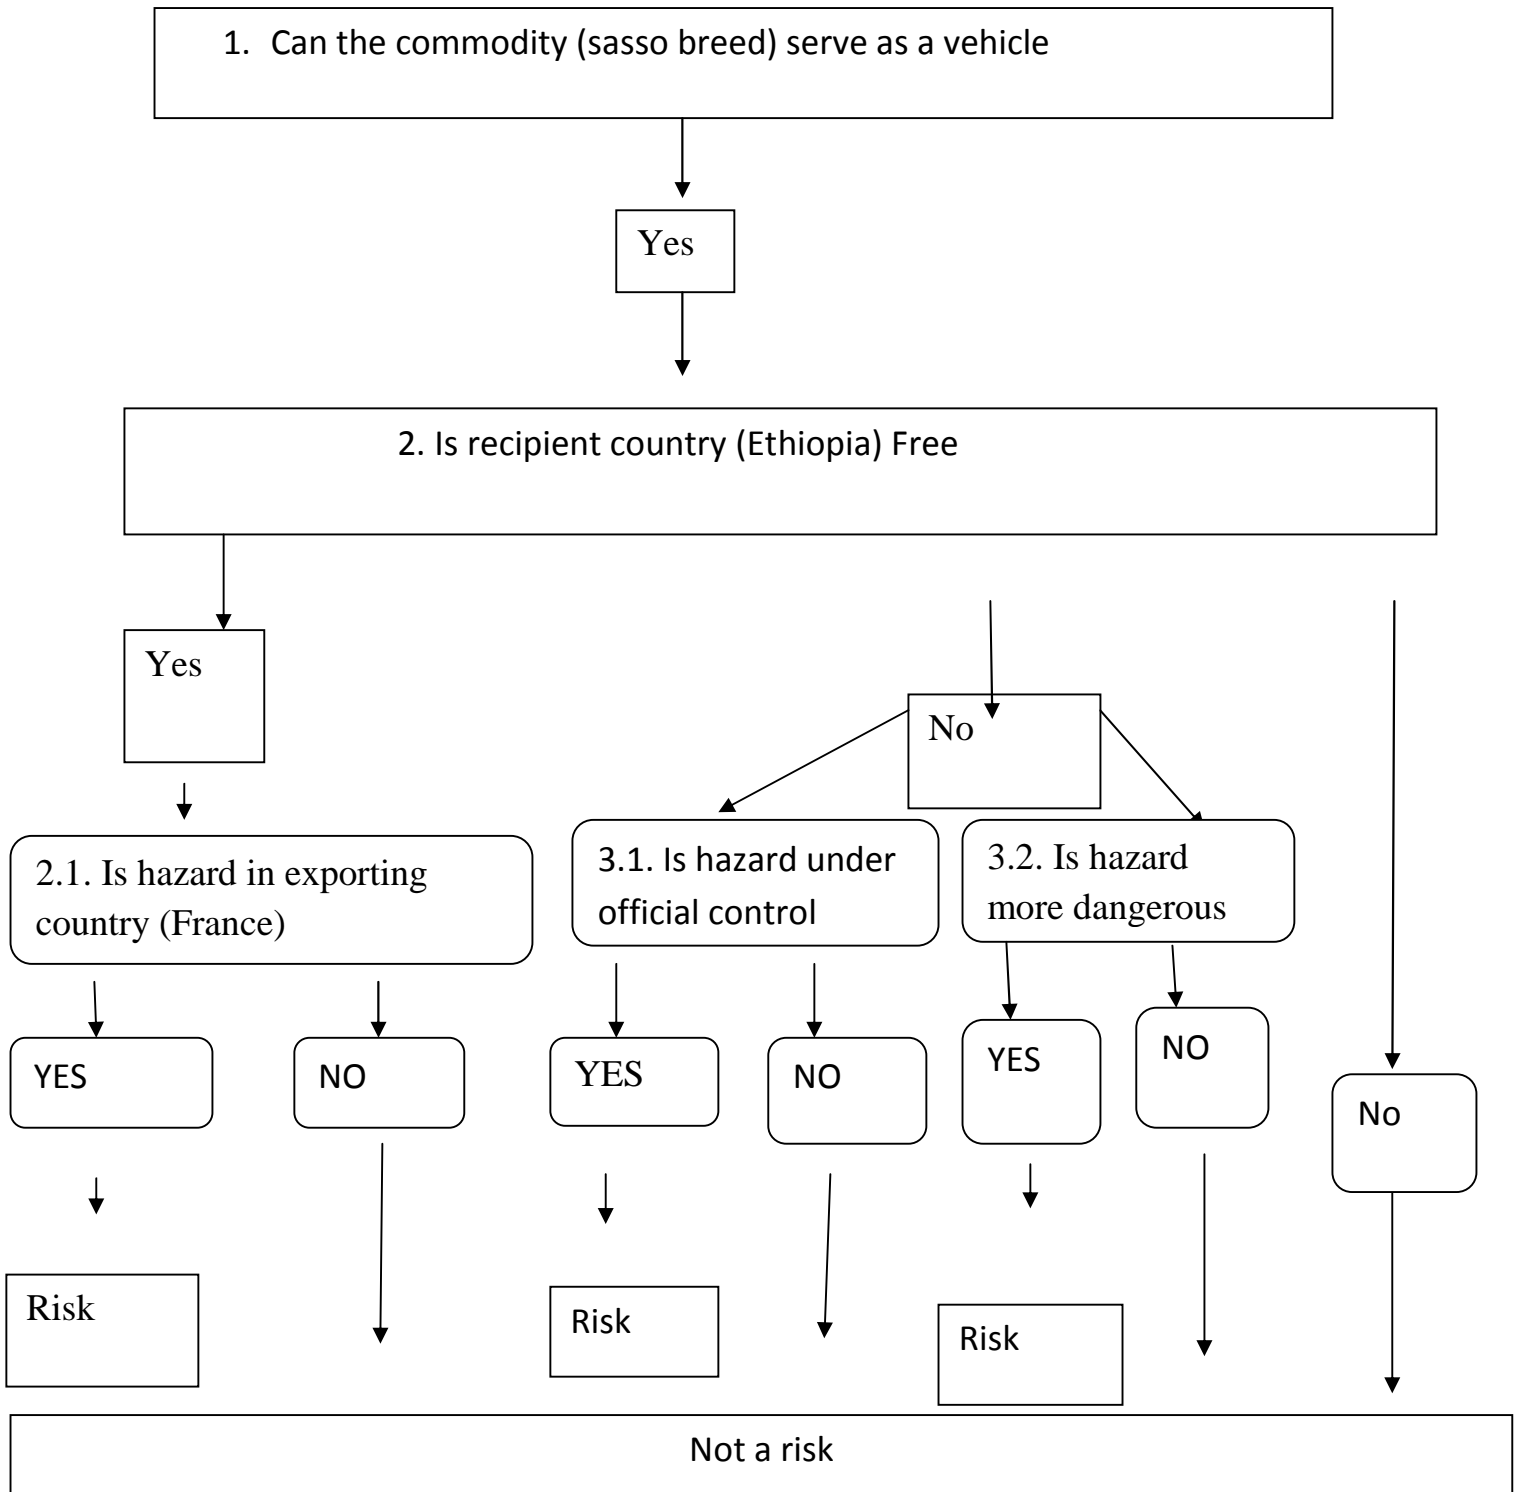 1. Can the commodity (sasso breed) serve as a vehicle
Yes
2. Is recipient country (Ethiopia) Free
Yes
No
2.1. Is hazard in exporting
country (France)
3.1. Is hazard under
official control
3.2. Is hazard
more dangerous
YES
NO
YES
NO
YES
NO
No
Risk
Risk
Risk
Not a risk